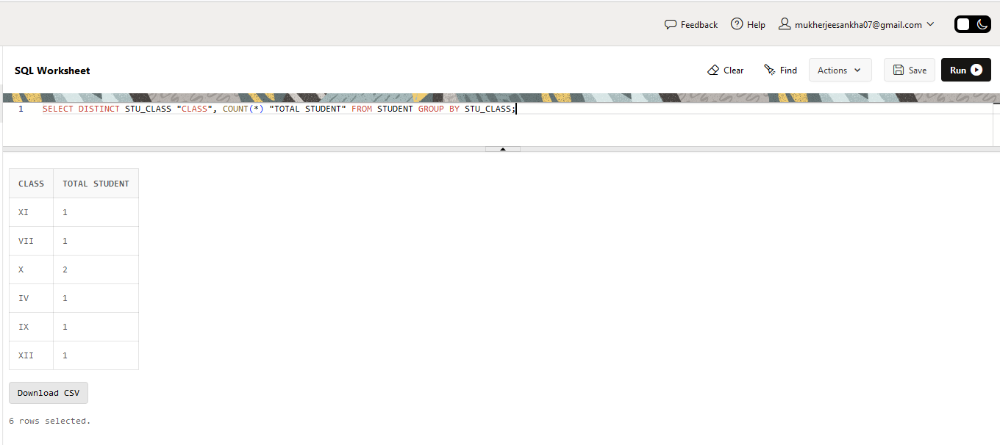 Feedback Help mukherjeesankha07@gmail.com
SQL Worksheet Clear Find Actions Save Run
1 SELECT DISTINCT STU_CLASS "CLASS", COUNT(*) "TOTAL STUDENT" FROM STUDENT GROUP BY STU_CLASS;
CLASS TOTAL STUDENT
XI 1
VII 1
X 2
IV 1
IX 1
XII 1
Download CSV
6 rows selected.